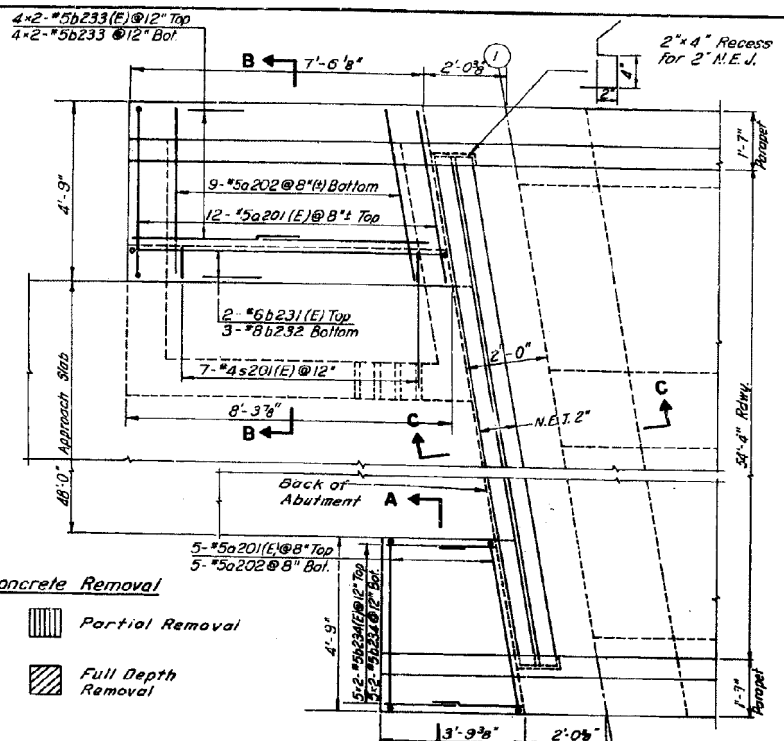 4×2-#5b233(E)@12" Top
4×2-#5b233 @12" Bot.
B
7'-6⅛"
2'-0⅜"
1
2"×4" Recess
for 2" N.E.J.
4"
2"
1'-7"
Parapet
4'-9"
9-#5a202@8"(±) Bottom
12-#5a201(E)@8"± Top
2-#6b231(E) Top
3-#8b232 Bottom
7-#4s201(E)@12"
2'-0"
8'-3⅞"
N.E.J. 2"
B
C
C
54'-4" Rdwy.
48'-0" Approach Slab
Back of
Abutment
A
5-#5a201(E)@8" Top
5-#5a202@8" Bot.
5×2-#5b234(E)@12" Top
5×2-#5b234@12" Bot.
4'-9"
oncrete Removal
Partial Removal
Full Depth
Removal
1'-7"
Parapet
3'-9⅜"
2'-0⅜"